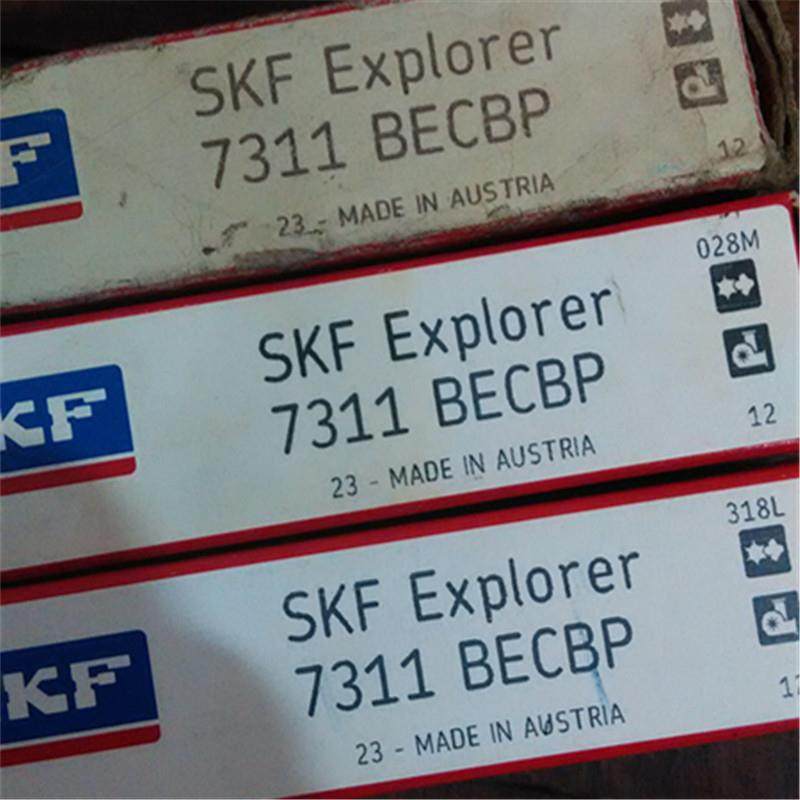 SKF Explorer
7311 BECBP
23 - MADE IN AUSTRIA
12
028M
SKF
SKF Explorer
7311 BECBP
23 - MADE IN AUSTRIA
12
318L
SKF
SKF Explorer
7311 BECBP
23 - MADE IN AUSTRIA